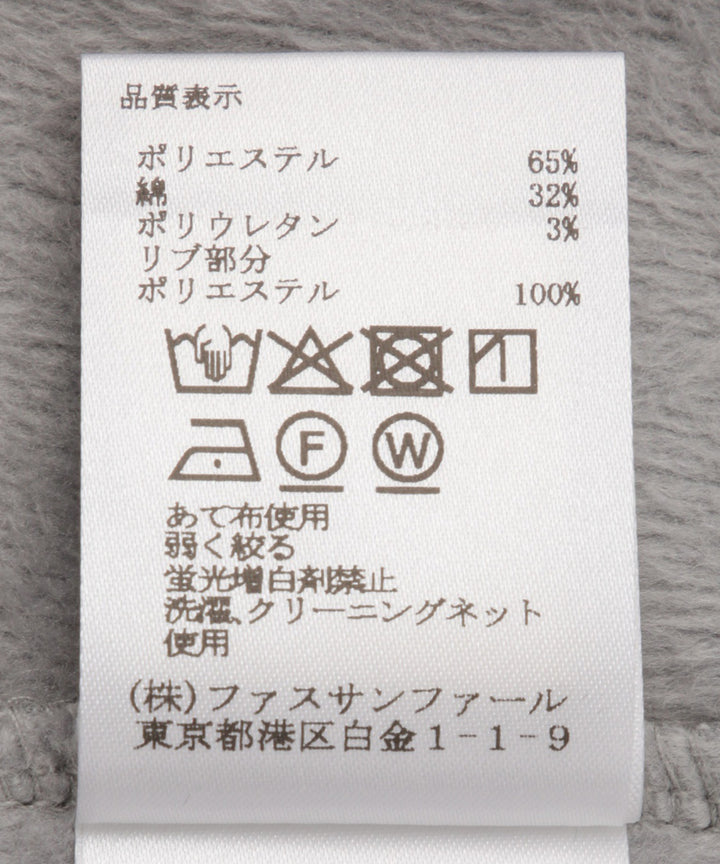 品質表示
ポリエステル 65%
綿 32%
ポリウレタン 3%
リブ部分
ポリエステル 100%
F W
あて布使用
弱く絞る
蛍光増白剤禁止
洗濯、クリーニングネット
使用
(株)ファスサンファール
東京都港区白金1-1-9